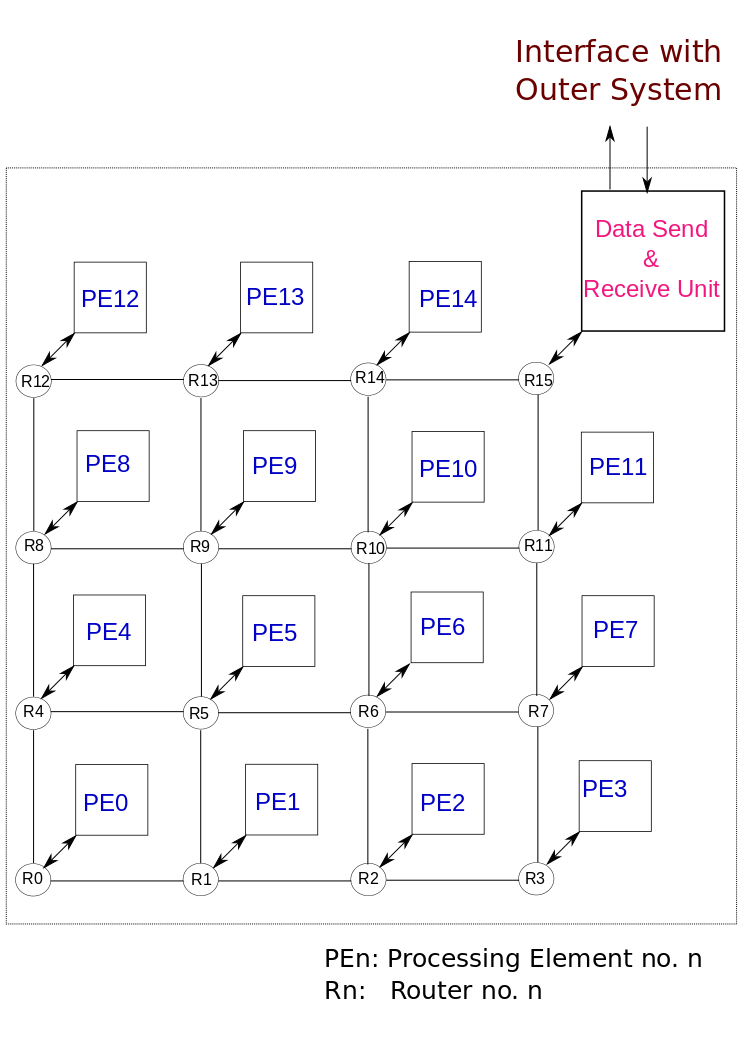 Interface with
Outer System
Data Send
&
Receive Unit
PE12
PE13
PE14
R12
R13
R14
R15
PE8
PE9
PE10
PE11
R8
R9
R10
R11
PE4
PE5
PE6
PE7
R4
R5
R6
R7
PE0
PE1
PE2
PE3
R0
R1
R2
R3
PEn: Processing Element no. n
Rn: Router no. n